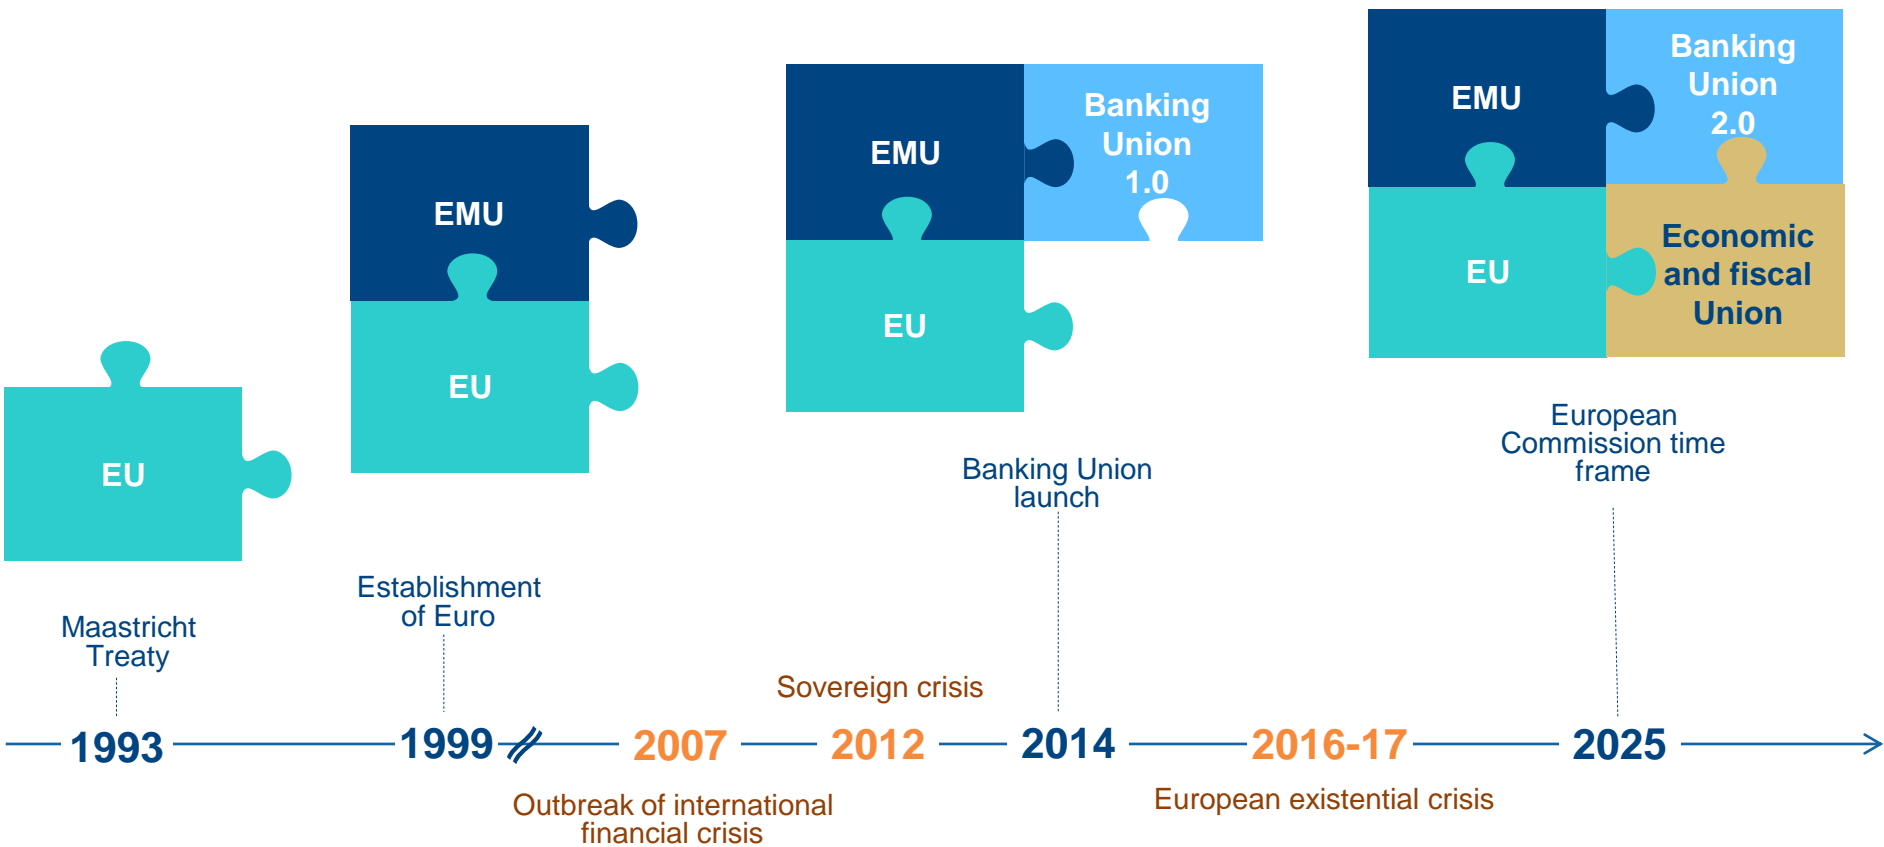 EU
Maastricht
Treaty
EMU
EU
Establishment
of Euro
EMU
Banking
Union
1.0
EU
Banking Union
launch
EMU
Banking
Union
2.0
EU
Economic
and fiscal
Union
European
Commission time
frame
Sovereign crisis
1993
1999
2007
2012
2014
2016-17
2025
Outbreak of international
financial crisis
European existential crisis